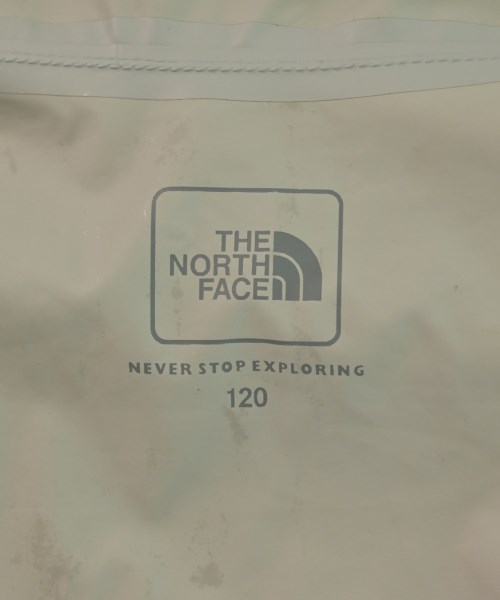 THE
NORTH
FACE
NEVER STOP EXPLORING
120